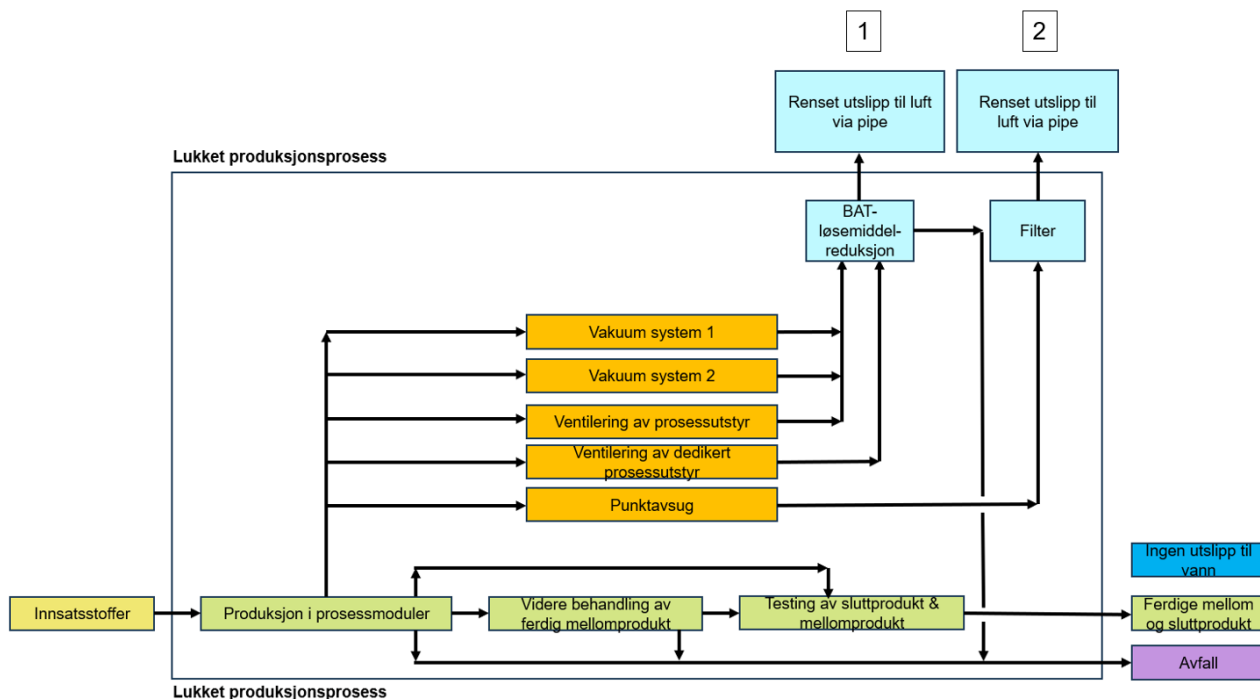 1
2
Renset utslipp til luft
via pipe
Renset utslipp til
luft via pipe
Lukket produksjonsprosess
BAT-
løsemiddel-
reduksjon
Filter
Vakuum system 1
Vakuum system 2
Ventilering av prosessutstyr
Ventilering av dedikert
prosessutstyr
Punktavsug
Ingen utslipp til
vann
Innsatsstoffer
Produksjon i prosessmoduler
Videre behandling av
ferdig mellomprodukt
Testing av sluttprodukt &
mellomprodukt
Ferdige mellom
og sluttprodukt
Avfall
Lukket produksjonsprosess